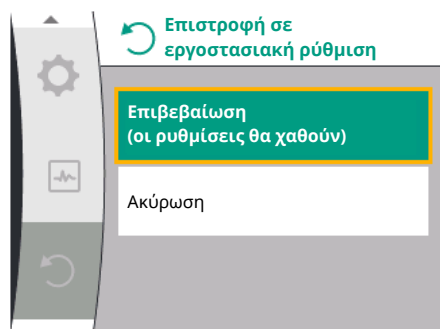 Επιστροφή σε
εργοστασιακή ρύθμιση
Επιβεβαίωση
(οι ρυθμίσεις θα χαθούν)
Ακύρωση